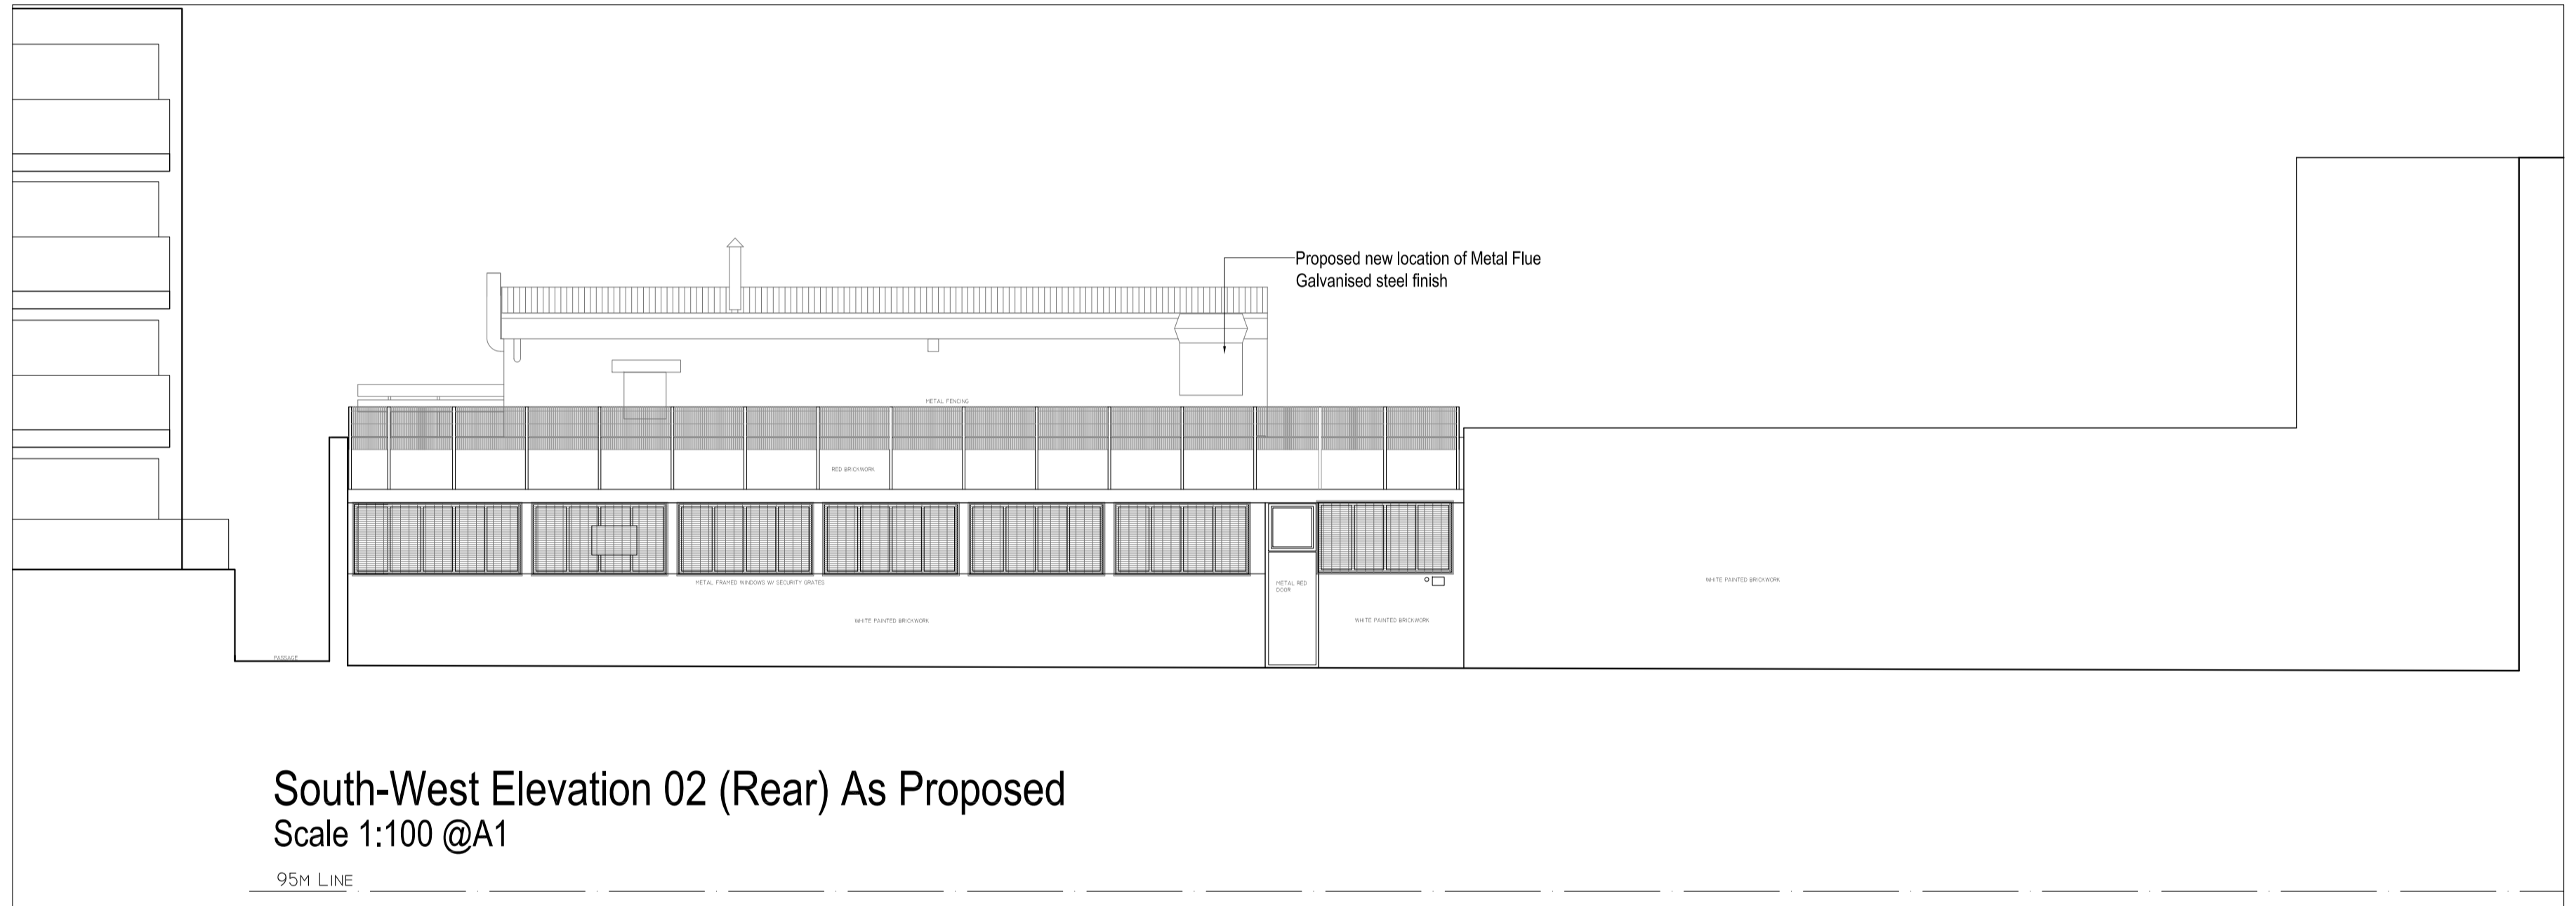 Proposed new location of Metal Flue
Galvanised steel finish
METAL FENCING
RED BRICKWORK
METAL FRAMED WINDOWS W/ SECURITY GRATES
METAL RED
DOOR
WHITE PAINTED BRICKWORK
WHITE PAINTED BRICKWORK
WHITE PAINTED BRICKWORK
PASSAGE
South-West Elevation 02 (Rear) As Proposed
Scale 1:100 @A1
95M LINE